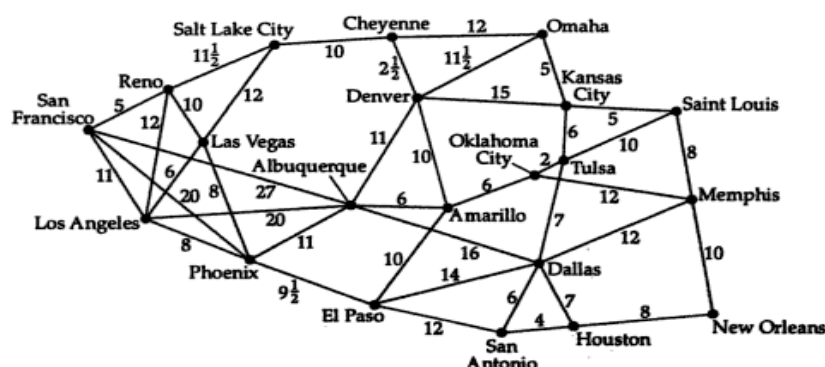 Cheyenne
12
Omaha
Salt Lake City
11½
10
2½
11½
5
Reno
Kansas
City
San
Francisco
5
10
12
Denver
15
Saint Louis
12
5
6
Las Vegas
Oklahoma
City
10
11
Albuquerque
2
Tulsa
8
11
6
8
10
6
20
27
6
12
Memphis
Los Angeles
20
Amarillo
7
12
8
11
16
10
Phoenix
10
14
Dallas
9½
6
7
El Paso
8
12
4
New Orleans
San
Antonio
Houston